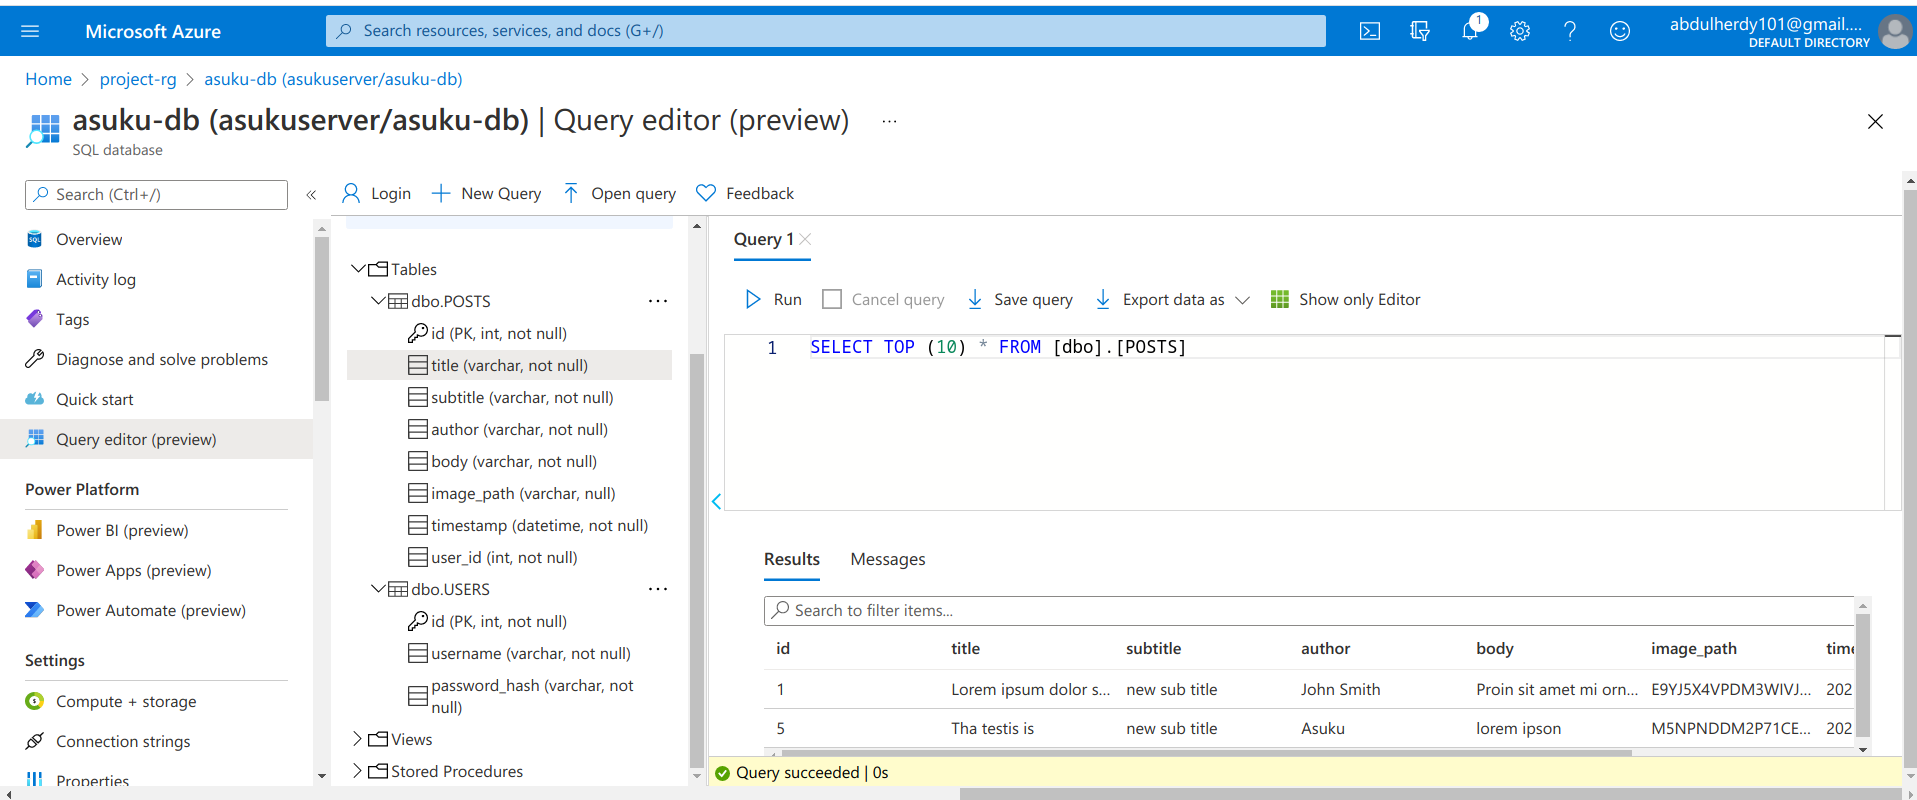 Microsoft Azure
Search resources, services, and docs (G+/)
1
abdulherdy101@gmail....
DEFAULT DIRECTORY
Home > project-rg > asuku-db (asukuserver/asuku-db)
asuku-db (asukuserver/asuku-db) | Query editor (preview) ...
SQL database
Search (Ctrl+/)
«
Login
New Query
Open query
Feedback
Overview
Activity log
Tags
Diagnose and solve problems
Quick start
Query editor (preview)
Power Platform
Power BI (preview)
Power Apps (preview)
Power Automate (preview)
Settings
Compute + storage
Connection strings
Properties
Tables
dbo.POSTS ...
id (PK, int, not null)
title (varchar, not null)
subtitle (varchar, not null)
author (varchar, not null)
body (varchar, not null)
image_path (varchar, null)
timestamp (datetime, not null)
user_id (int, not null)
dbo.USERS ...
id (PK, int, not null)
username (varchar, not null)
password_hash (varchar, not
null)
Views
Stored Procedures
Query 1
Run
Cancel query
Save query
Export data as
Show only Editor
1 SELECT TOP (10) * FROM [dbo].[POSTS]
Results Messages
Search to filter items...
id title subtitle author body image_path time
1 Lorem ipsum dolor s... new sub title John Smith Proin sit amet mi orn... E9YJ5X4VPDM3WIVJ... 202
5 Tha testis is new sub title Asuku lorem ipson M5NPNDDM2P71CE... 202
Query succeeded | 0s